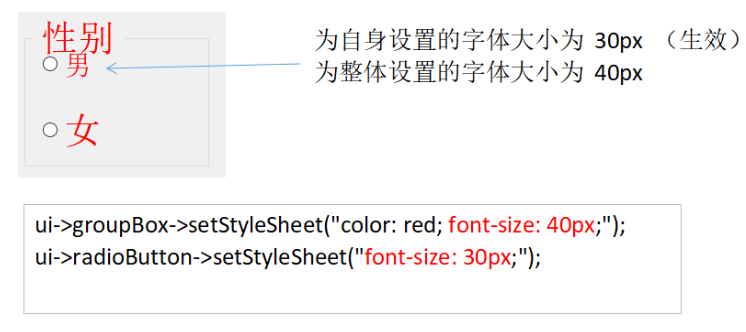 性别
男
女
为自身设置的字体大小为 30px （生效）
为整体设置的字体大小为 40px
ui->groupBox->setStyleSheet("color: red; font-size: 40px;");
ui->radioButton->setStyleSheet("font-size: 30px;");